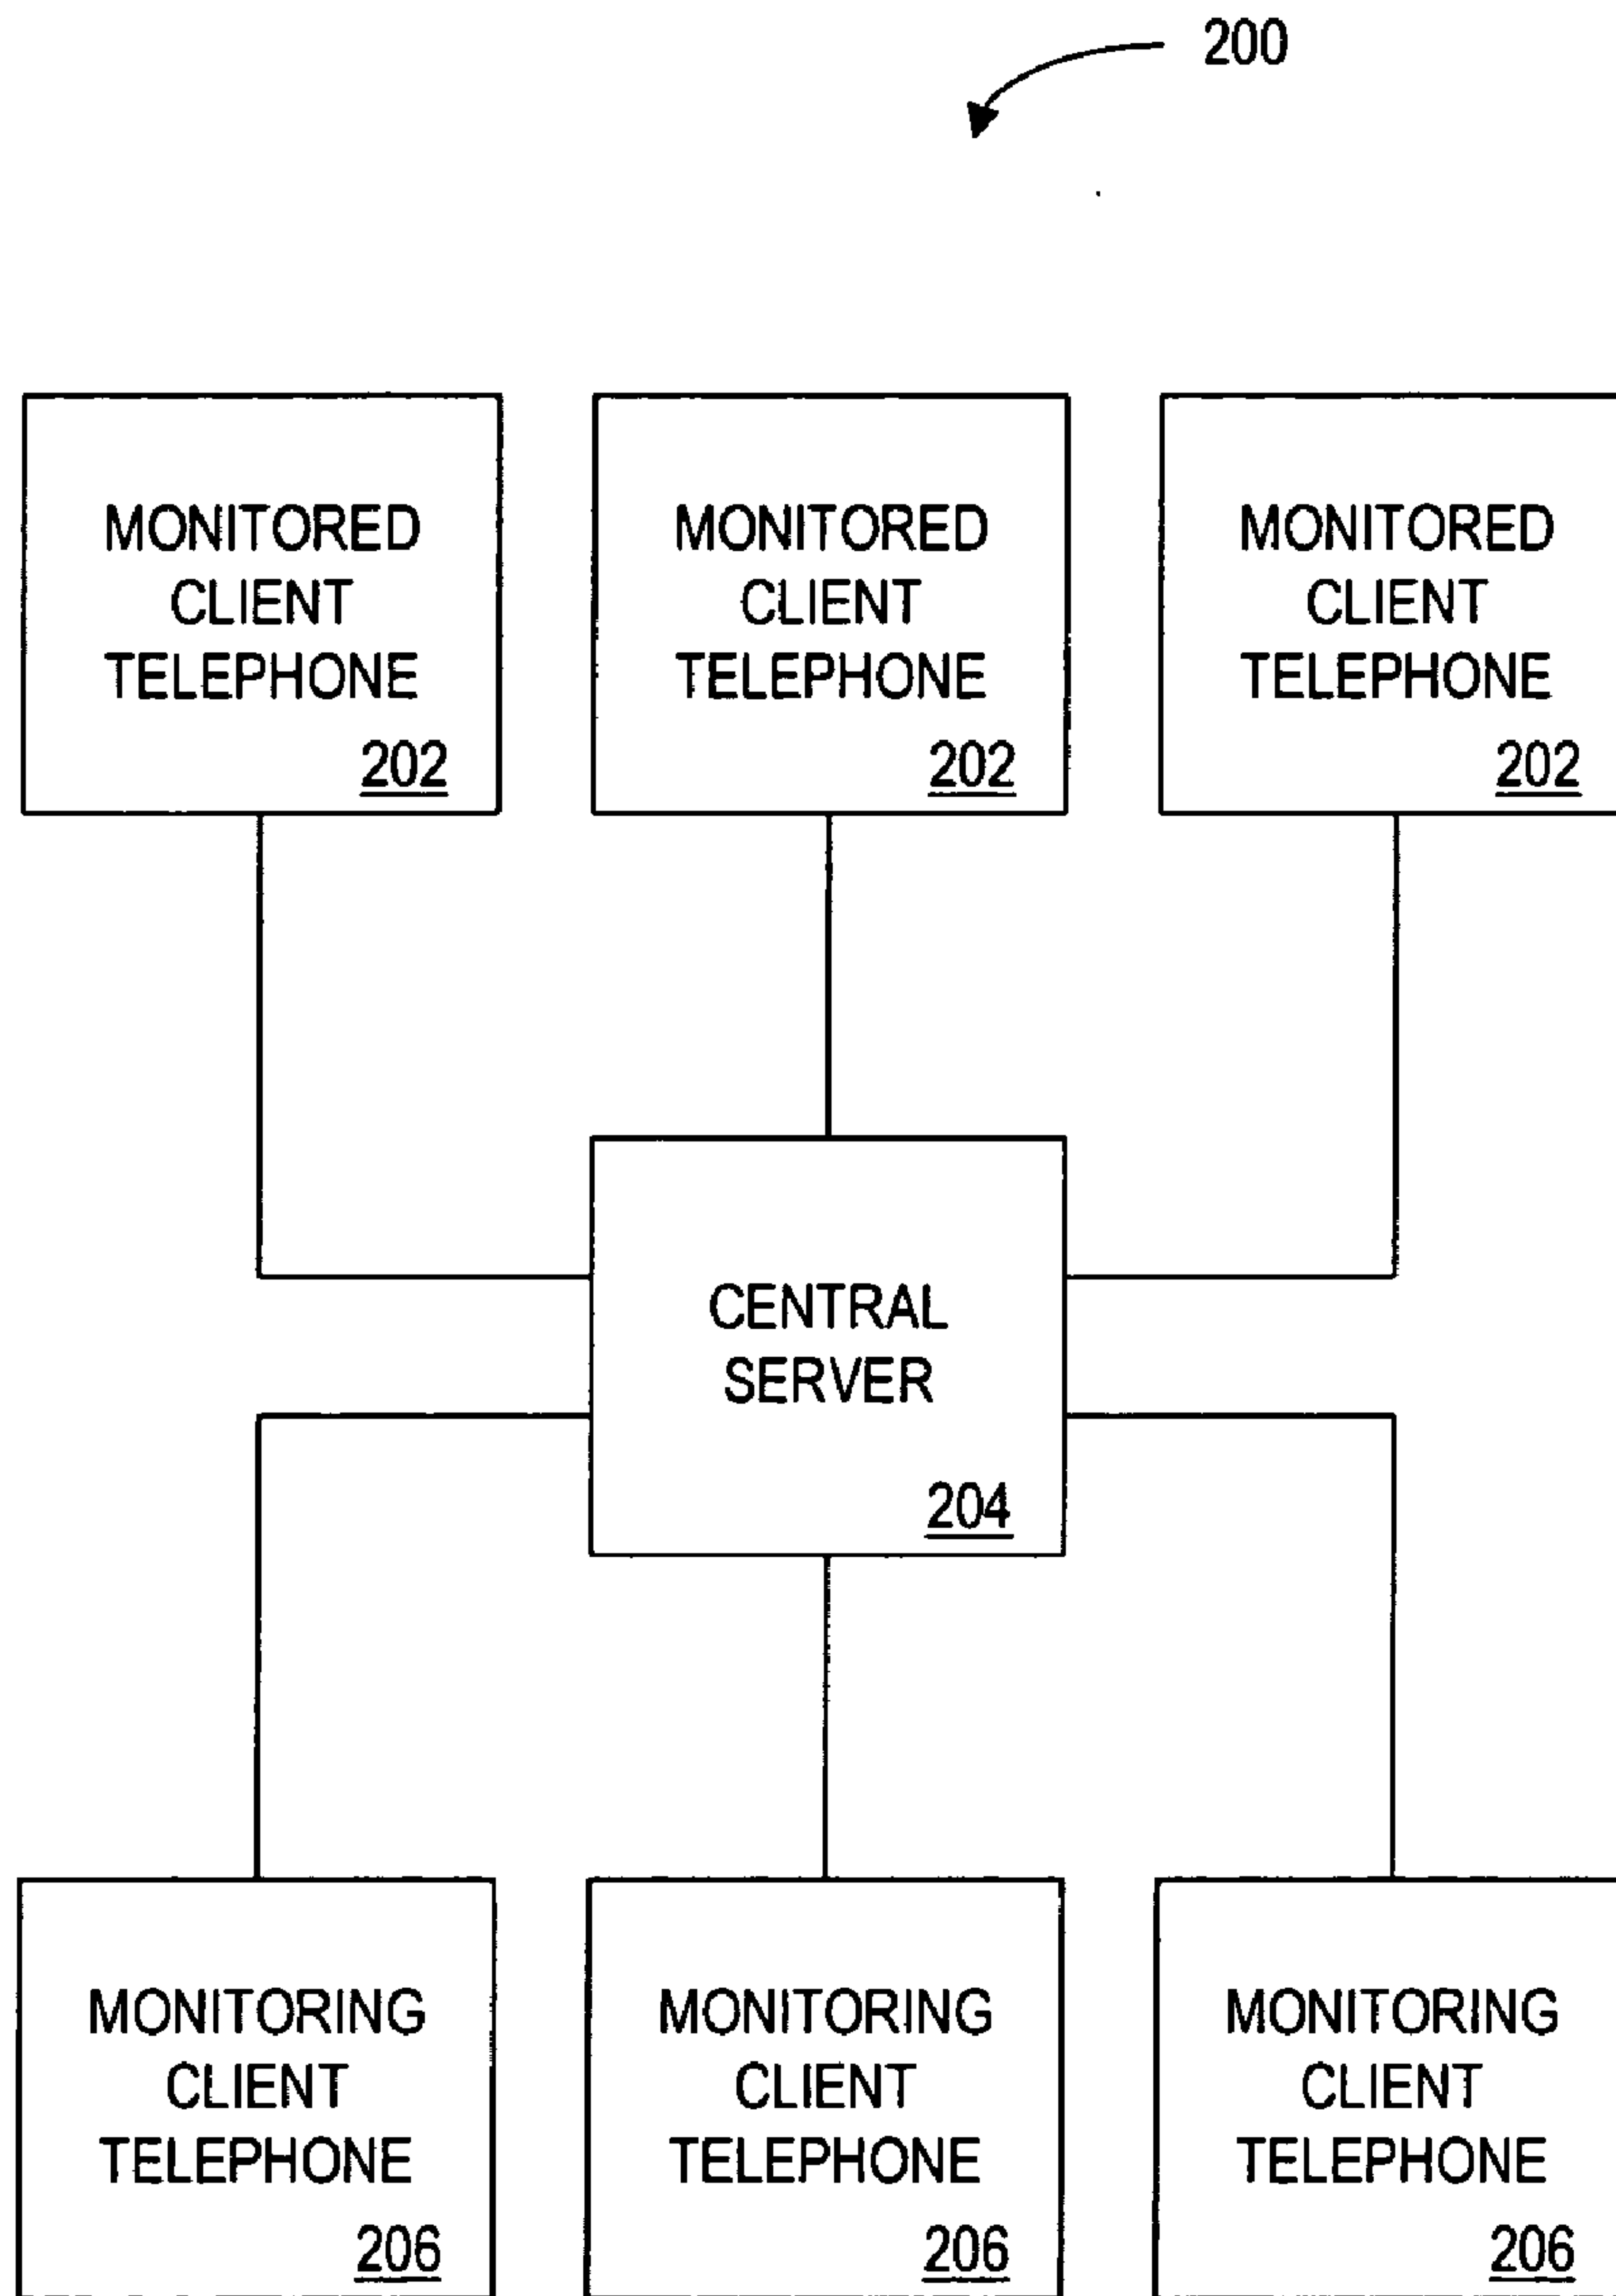 200
MONITORED
CLIENT
TELEPHONE
202
MONITORED
CLIENT
TELEPHONE
202
MONITORED
CLIENT
TELEPHONE
202
CENTRAL
SERVER
204
MONITORING
CLIENT
TELEPHONE
206
MONITORING
CLIENT
TELEPHONE
206
MONITORING
CLIENT
TELEPHONE
206